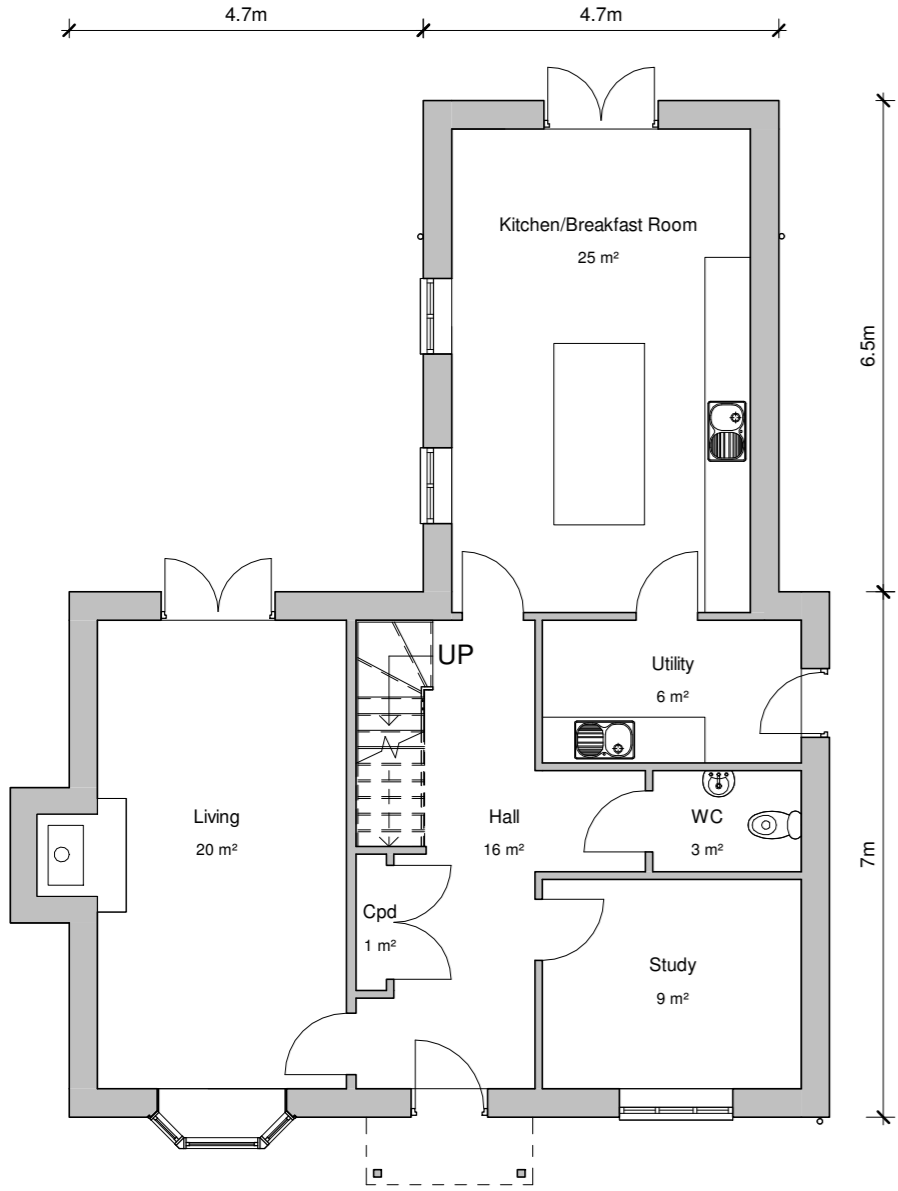 4.7m
4.7m
Kitchen/Breakfast Room
25 m²
6.5m
UP
Utility
6 m²
Living
20 m²
Hall
16 m²
WC
3 m²
7m
Cpd
1 m²
Study
9 m²